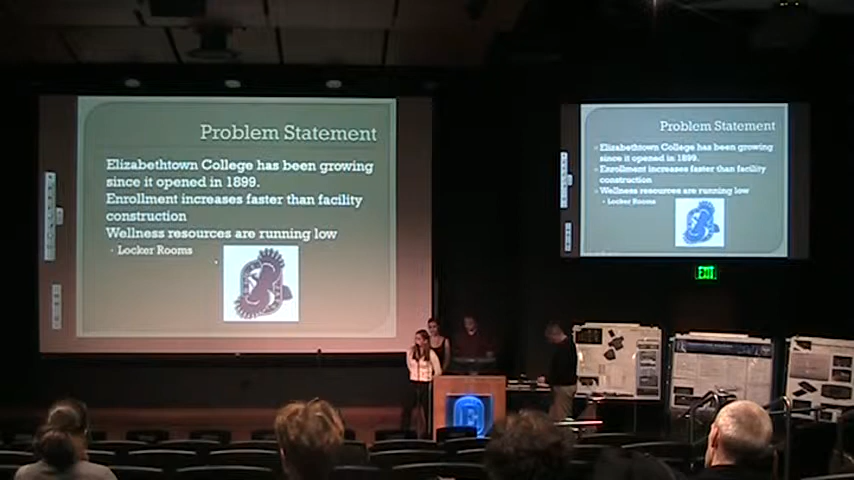 Problem Statement
Elizabethtown College has been growing
since it opened in 1899.
Enrollment increases faster than facility
construction
Wellness resources are running low
Locker Rooms
Problem Statement
Elizabethtown College has been growing
since it opened in 1899.
Enrollment increases faster than facility
construction
Wellness resources are running low
Locker Rooms
EXIT